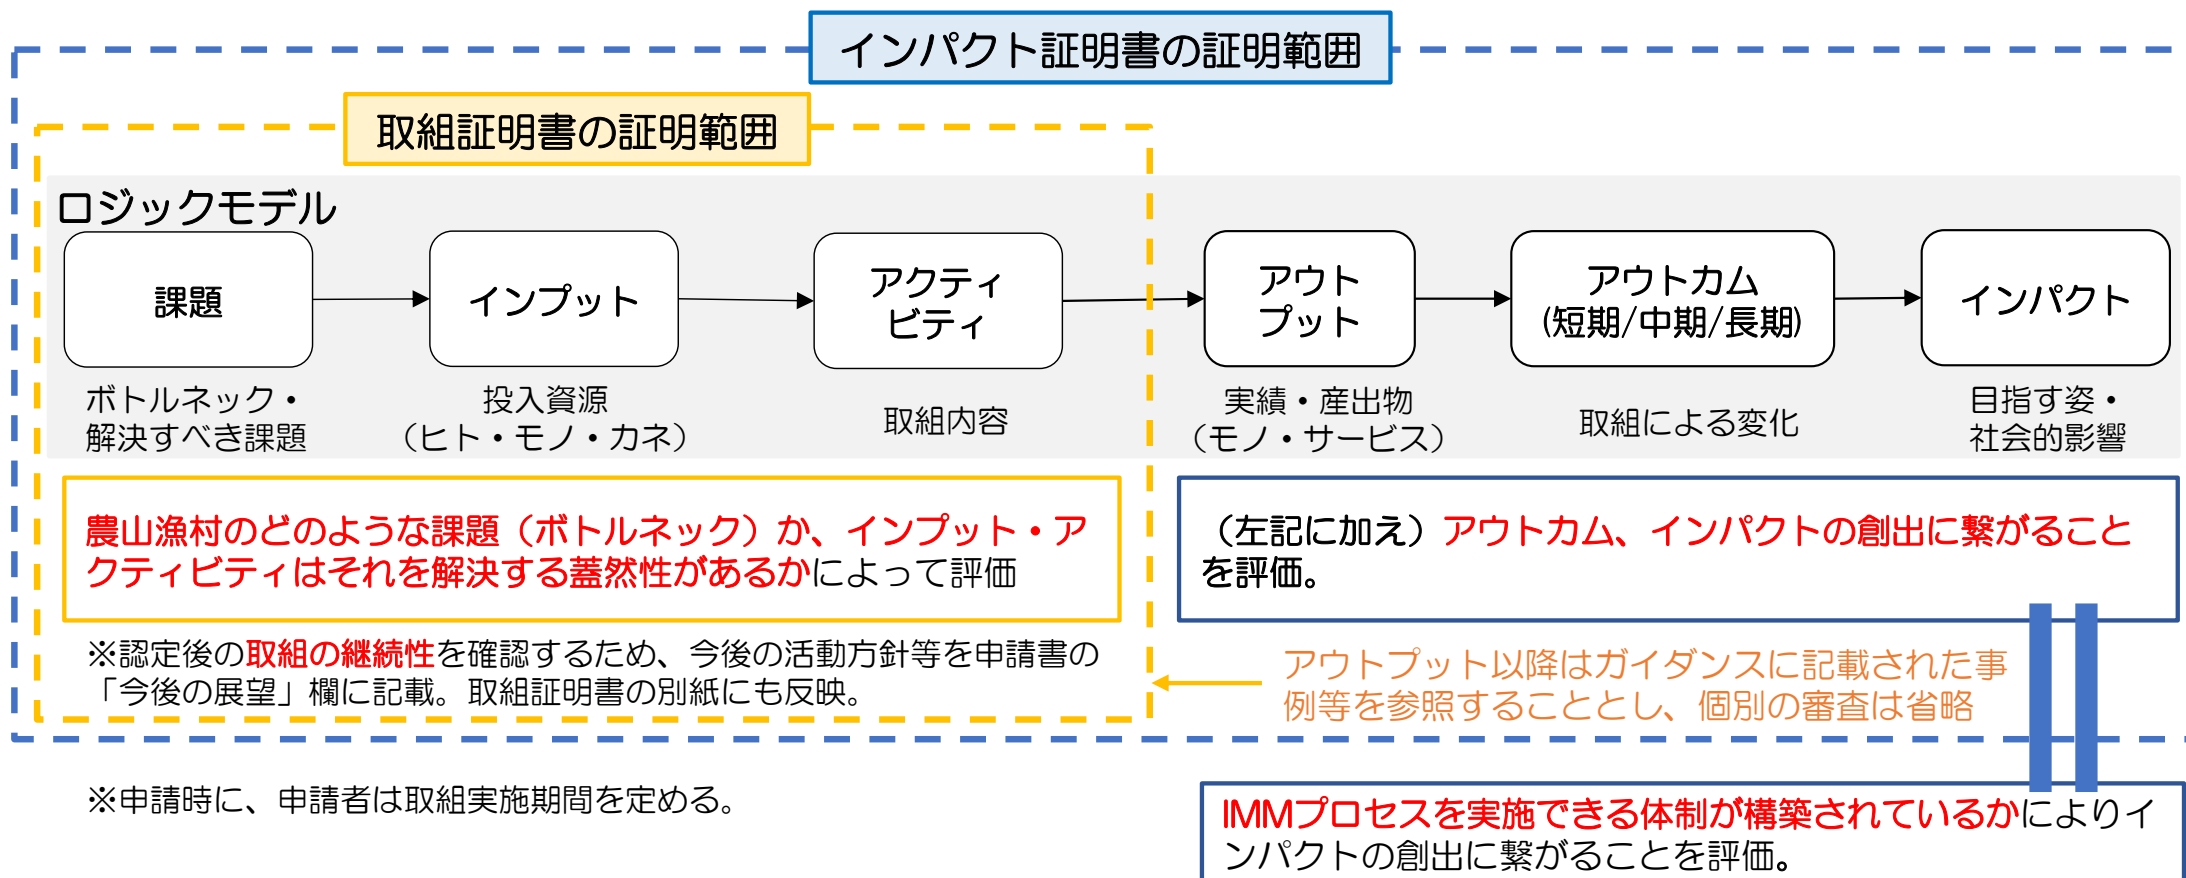 インパクト証明書の証明範囲
取組証明書の証明範囲
ロジックモデル
課題
インプット
アクティ
ビティ
アウト
プット
アウトカム
(短期/中期/長期)
インパクト
ボトルネック・
解決すべき課題
投入資源
（ヒト・モノ・カネ）
取組内容
実績・産出物
（モノ・サービス）
取組による変化
目指す姿・
社会的影響
農山漁村のどのような課題（ボトルネック）か、インプット・ア
クティビティはそれを解決する蓋然性があるかによって評価
（左記に加え）アウトカム、インパクトの創出に繋がること
を評価。
※認定後の取組の継続性を確認するため、今後の活動方針等を申請書の
「今後の展望」欄に記載。取組証明書の別紙にも反映。
アウトプット以降はガイダンスに記載された事
例等を参照することとし、個別の審査は省略
※申請時に、申請者は取組実施期間を定める。
IMMプロセスを実施できる体制が構築されているかによりイ
ンパクトの創出に繋がることを評価。